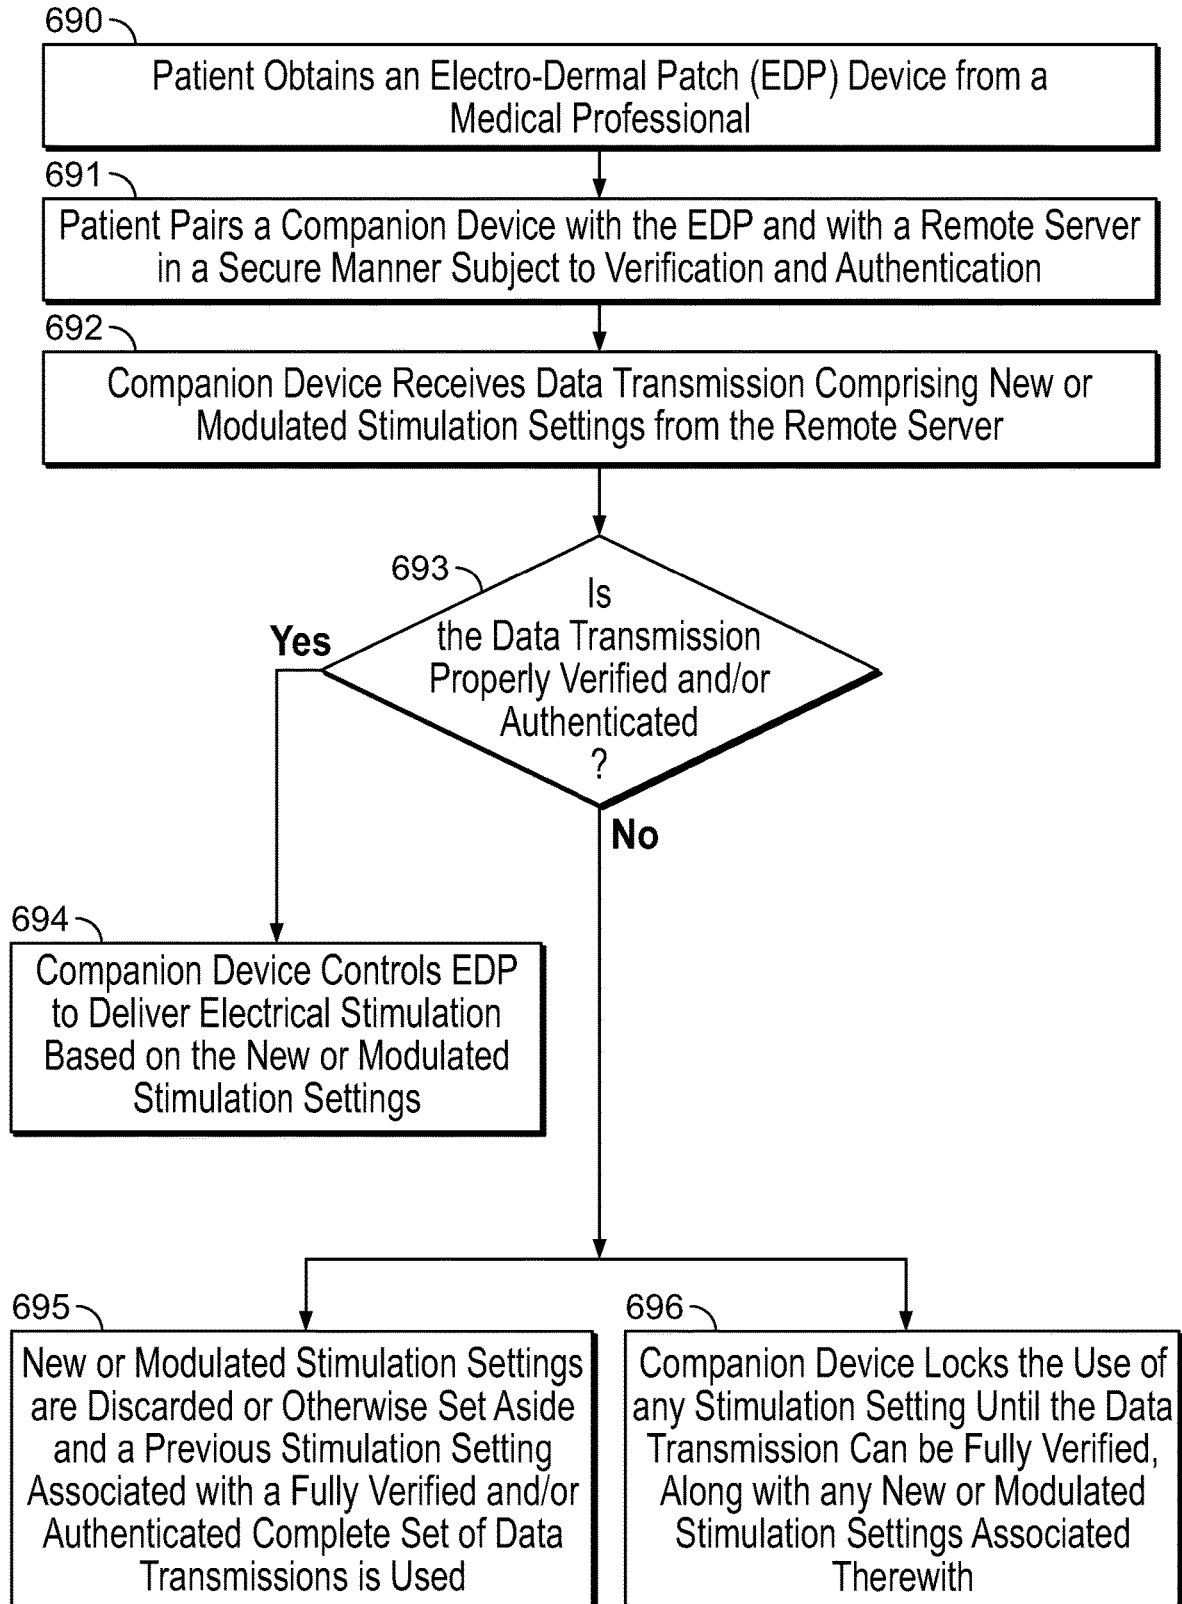 690
Patient Obtains an Electro-Dermal Patch (EDP) Device from a
Medical Professional
691
Patient Pairs a Companion Device with the EDP and with a Remote Server
in a Secure Manner Subject to Verification and Authentication
692
Companion Device Receives Data Transmission Comprising New or
Modulated Stimulation Settings from the Remote Server
693
Is
the Data Transmission
Properly Verified and/or
Authenticated
?
Yes
No
694
Companion Device Controls EDP
to Deliver Electrical Stimulation
Based on the New or Modulated
Stimulation Settings
695
New or Modulated Stimulation Settings
are Discarded or Otherwise Set Aside
and a Previous Stimulation Setting
Associated with a Fully Verified and/or
Authenticated Complete Set of Data
Transmissions is Used
696
Companion Device Locks the Use of
any Stimulation Setting Until the Data
Transmission Can be Fully Verified,
Along with any New or Modulated
Stimulation Settings Associated
Therewith